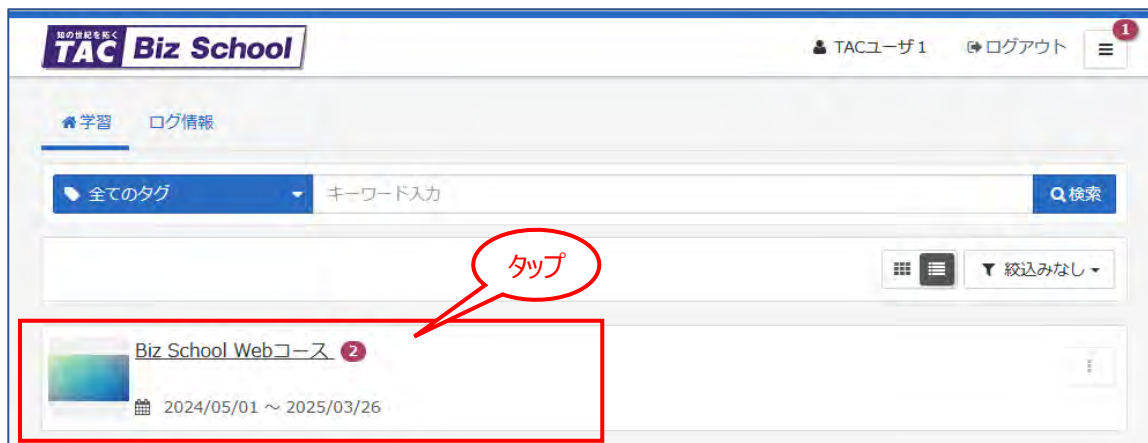 知の世紀を拓く
TAC Biz School
TACユーザ1 ログアウト 1
学習 ログ情報
全てのタグ キーワード入力 検索
タップ
絞込みなし
Biz School Webコース 2
2024/05/01 ～ 2025/03/26